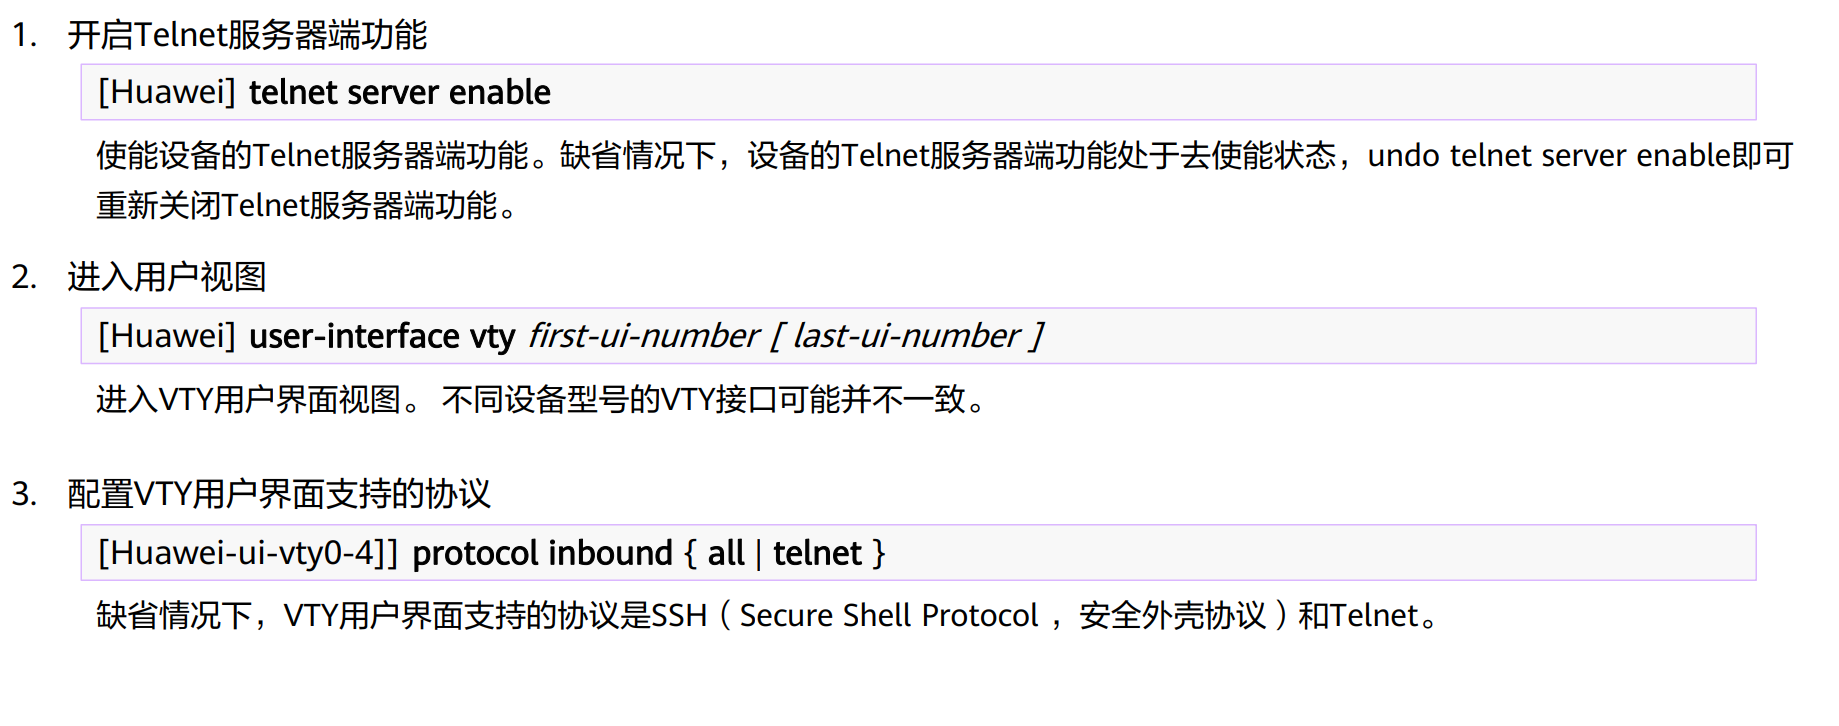 1. 开启Telnet服务器端功能
[Huawei] telnet server enable
使能设备的Telnet服务器端功能。缺省情况下，设备的Telnet服务器端功能处于去使能状态，undo telnet server enable即可
重新关闭Telnet服务器端功能。
2. 进入用户视图
[Huawei] user-interface vty first-ui-number [ last-ui-number ]
进入VTY用户界面视图。 不同设备型号的VTY接口可能并不一致。
3. 配置VTY用户界面支持的协议
[Huawei-ui-vty0-4]] protocol inbound { all | telnet }
缺省情况下，VTY用户界面支持的协议是SSH（Secure Shell Protocol ，安全外壳协议）和Telnet。